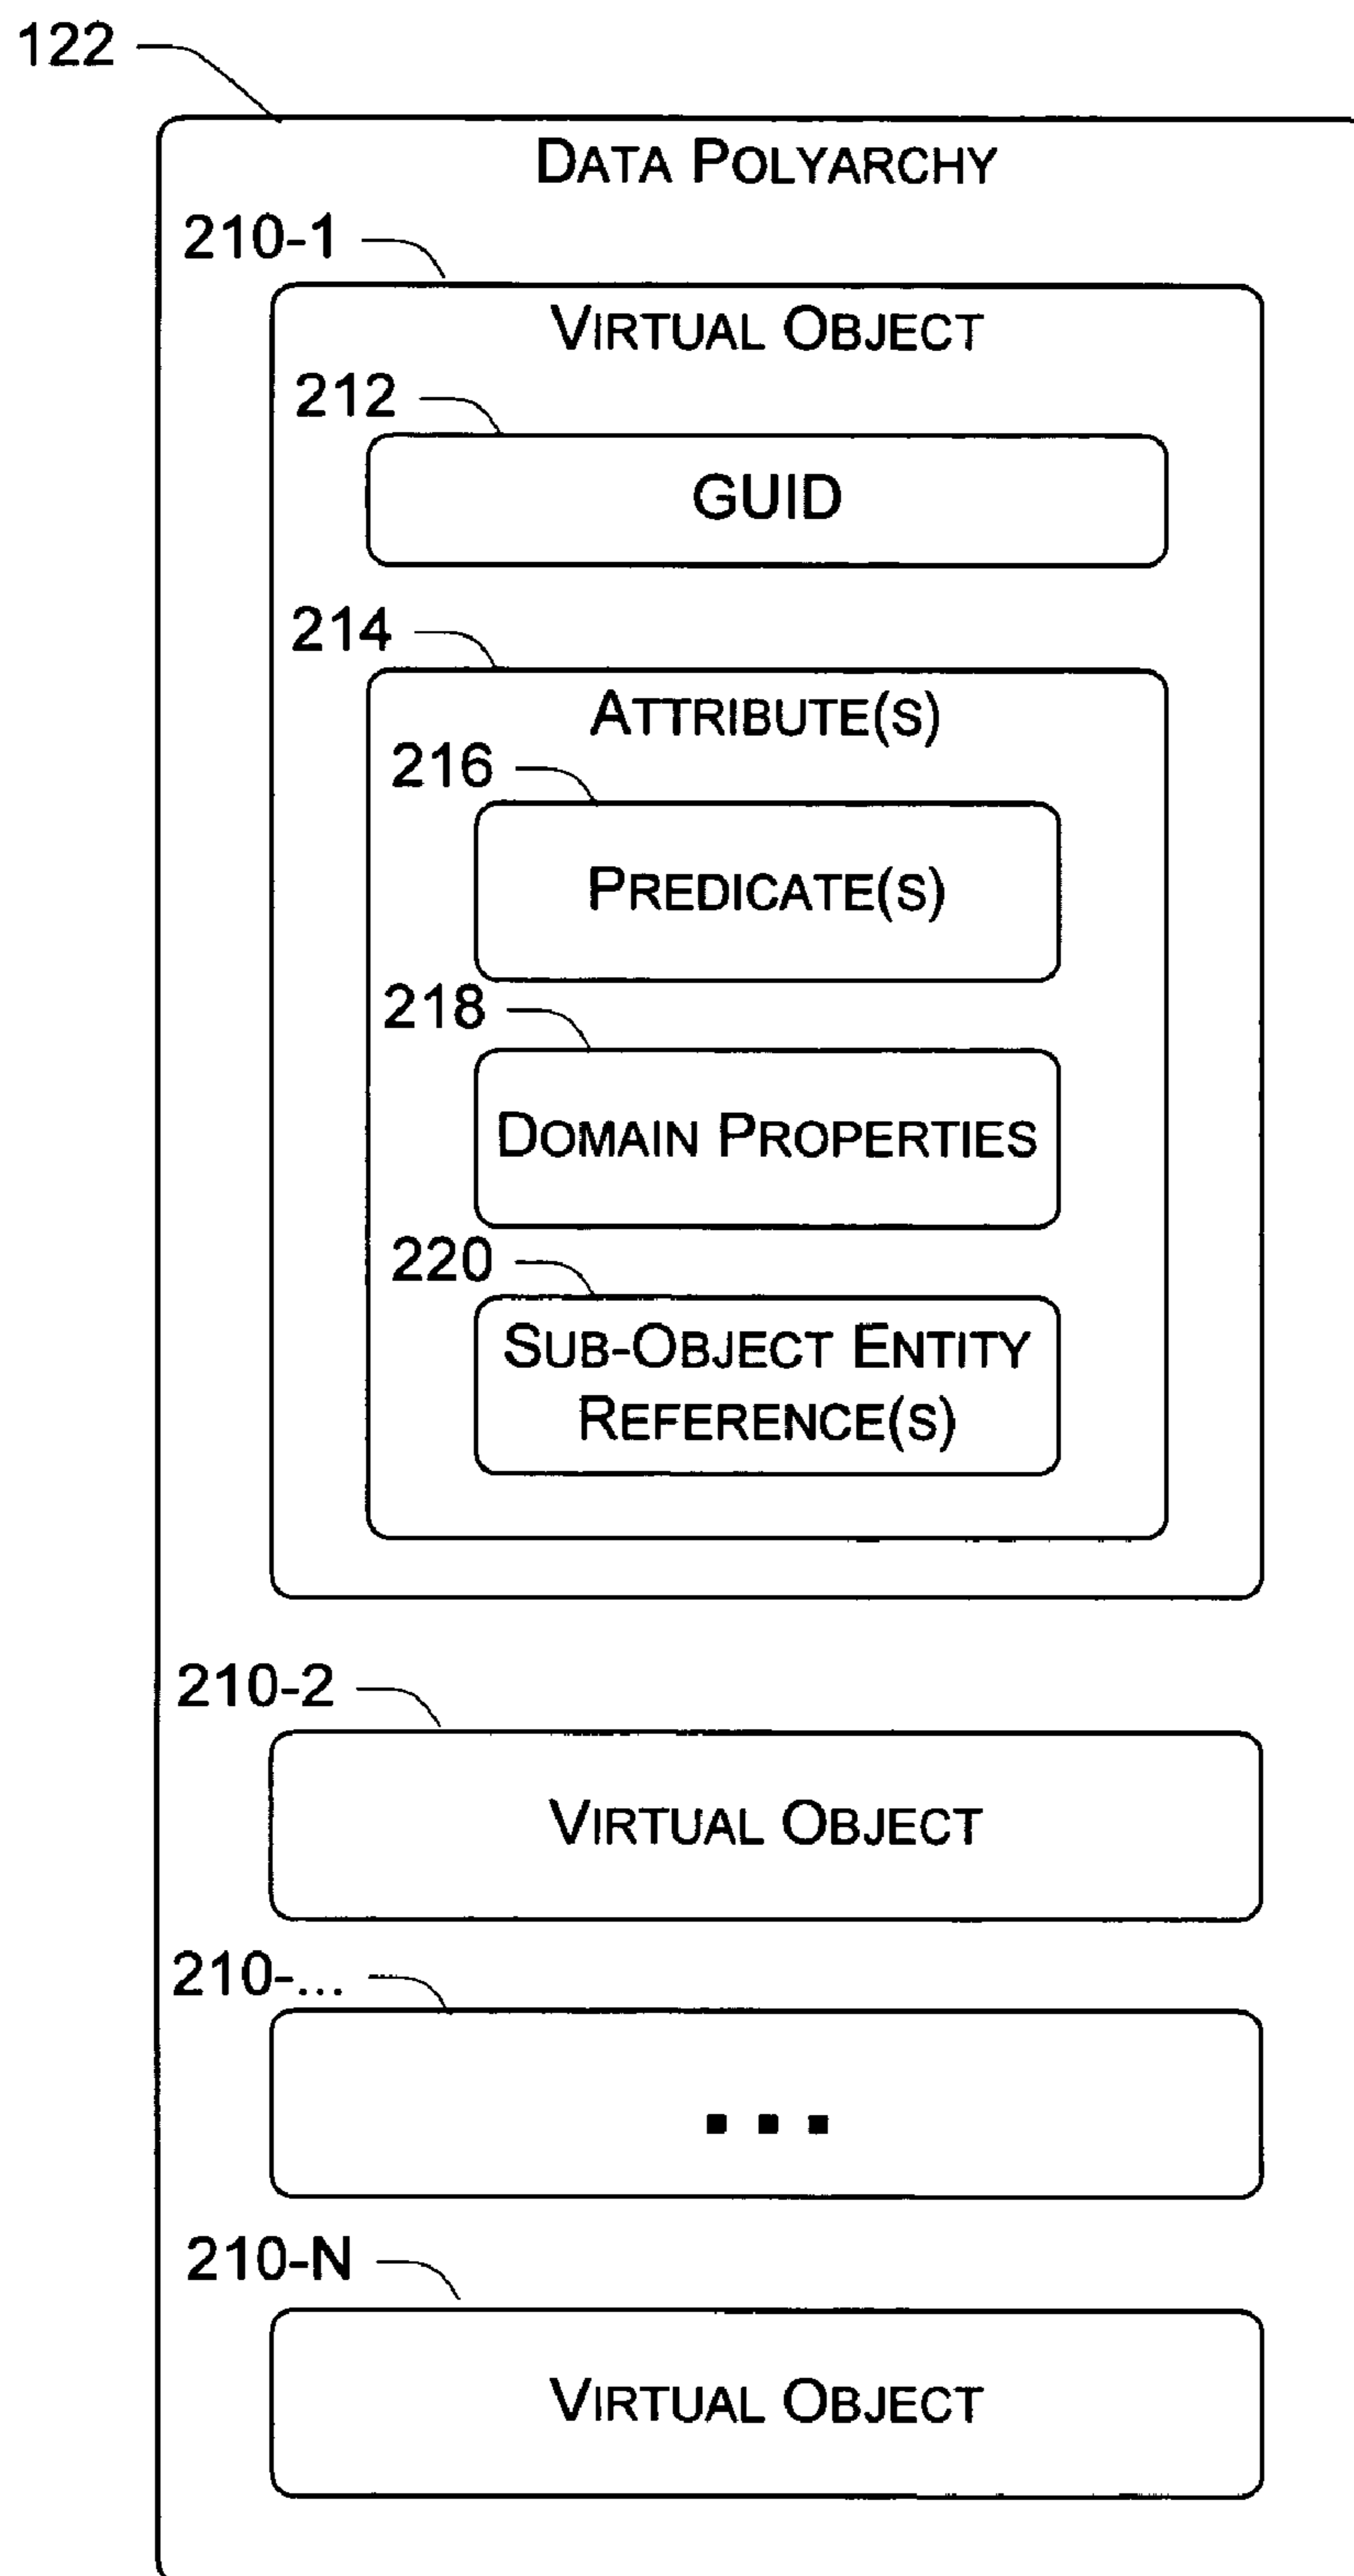 122
DATA POLYARCHY
210-1
VIRTUAL OBJECT
212
GUID
214
ATTRIBUTE(S)
216
PREDICATE(S)
218
DOMAIN PROPERTIES
220
SUB-OBJECT ENTITY
REFERENCE(S)
210-2
VIRTUAL OBJECT
210-...
...
210-N
VIRTUAL OBJECT